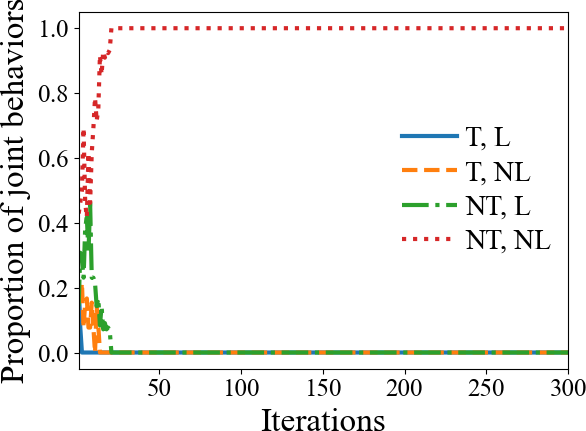 Proportion of joint behaviors
1.0
0.8
0.6
0.4
0.2
0.0
T, L
T, NL
NT, L
NT, NL
50
100
150
200
250
300
Iterations